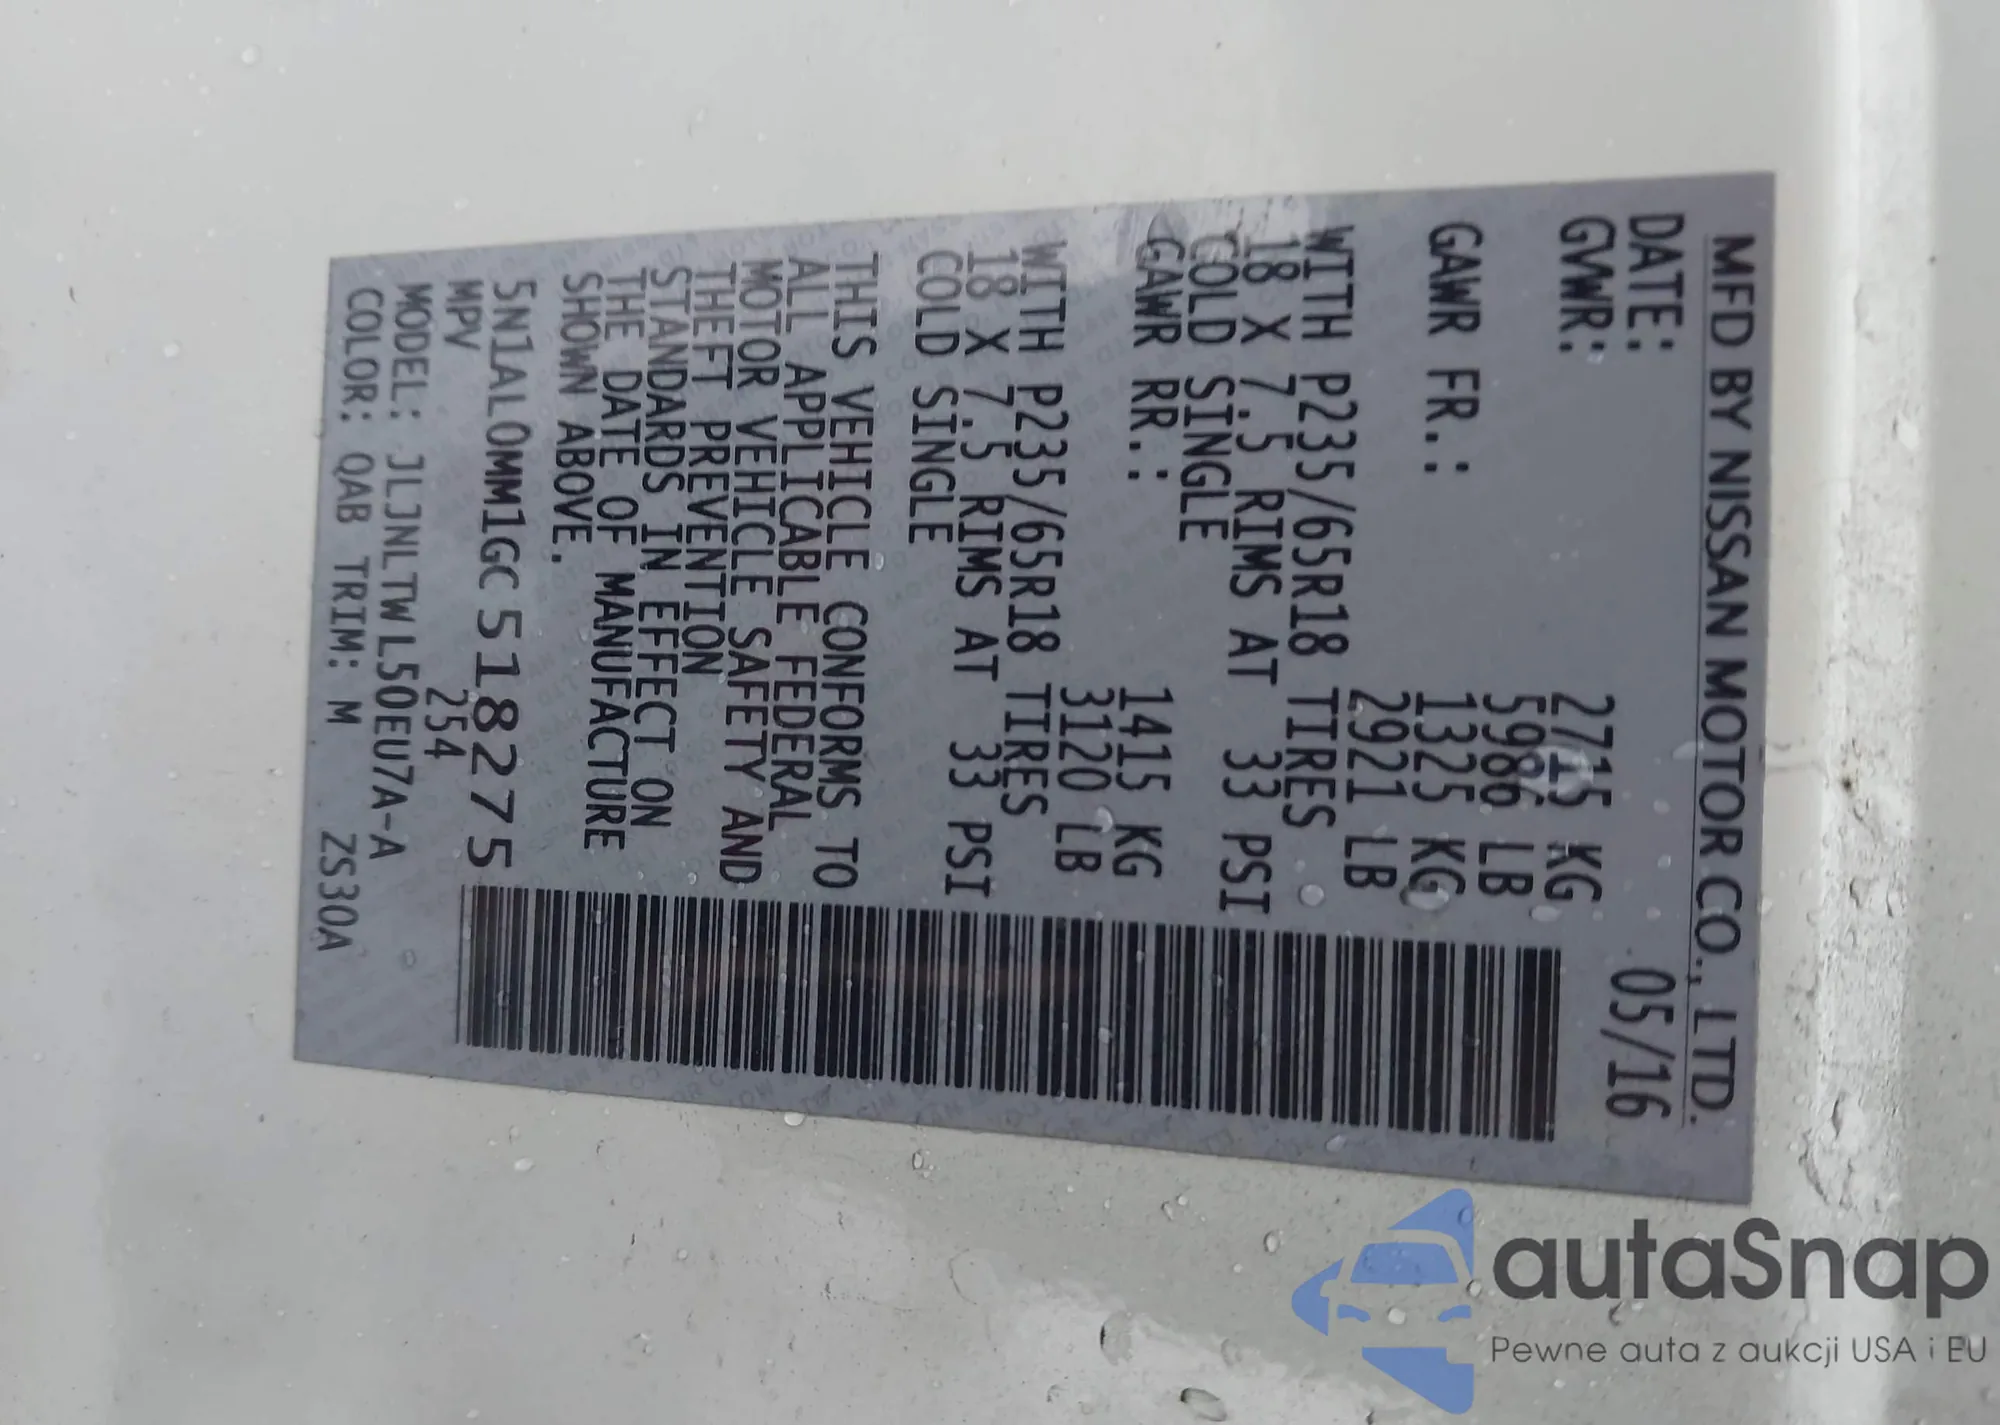 MFD BY NISSAN MOTOR CO., LTD.
DATE: 05/16
GVWR: 2715 KG
5986 LB
GAWR FR.: 1325 KG
2921 LB
WITH P235/65R18 TIRES
18 X 7.5 RIMS AT 33 PSI
COLD SINGLE
GAWR RR.: 1415 KG
3120 LB
WITH P235/65R18 TIRES
18 X 7.5 RIMS AT 33 PSI
COLD SINGLE
THIS VEHICLE CONFORMS TO
ALL APPLICABLE FEDERAL
MOTOR VEHICLE SAFETY AND
THEFT PREVENTION
STANDARDS IN EFFECT ON
THE DATE OF MANUFACTURE
SHOWN ABOVE.
5N1AL0MM1GC518275
MPV 254
MODEL: JLJNLTWL50EU7A-A
COLOR: QAB TRIM: M ZS30A
autaSnap
Pewne auta z aukcji USA i EU